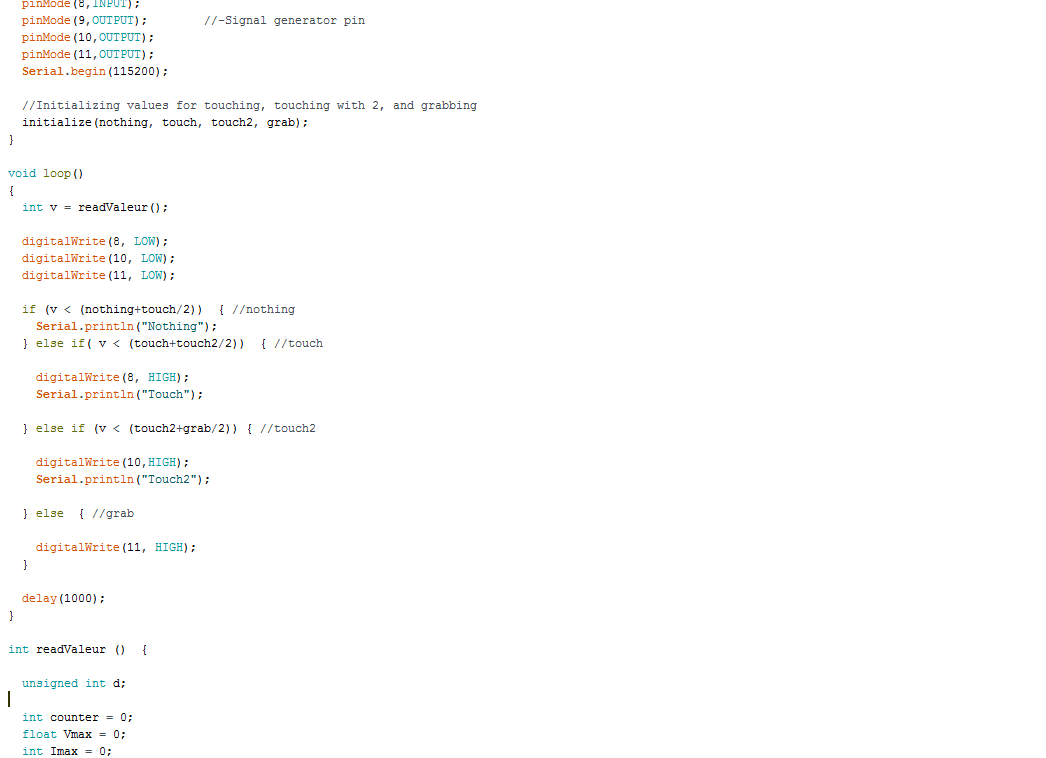 pinMode(8,INPUT);
pinMode(9,OUTPUT);        //-Signal generator pin
pinMode(10,OUTPUT);
pinMode(11,OUTPUT);
Serial.begin(115200);
//Initializing values for touching, touching with 2, and grabbing
initialize(nothing, touch, touch2, grab);
}
void loop()
{
int v = readValeur();
digitalWrite(8, LOW);
digitalWrite(10, LOW);
digitalWrite(11, LOW);
if (v < (nothing+touch/2))  { //nothing
Serial.println("Nothing");
} else if( v < (touch+touch2/2))  { //touch
digitalWrite(8, HIGH);
Serial.println("Touch");
} else if (v < (touch2+grab/2)) { //touch2
digitalWrite(10,HIGH);
Serial.println("Touch2");
} else  { //grab
digitalWrite(11, HIGH);
}
delay(1000);
}
int readValeur ()  {
unsigned int d;
int counter = 0;
float Vmax = 0;
int Imax = 0;